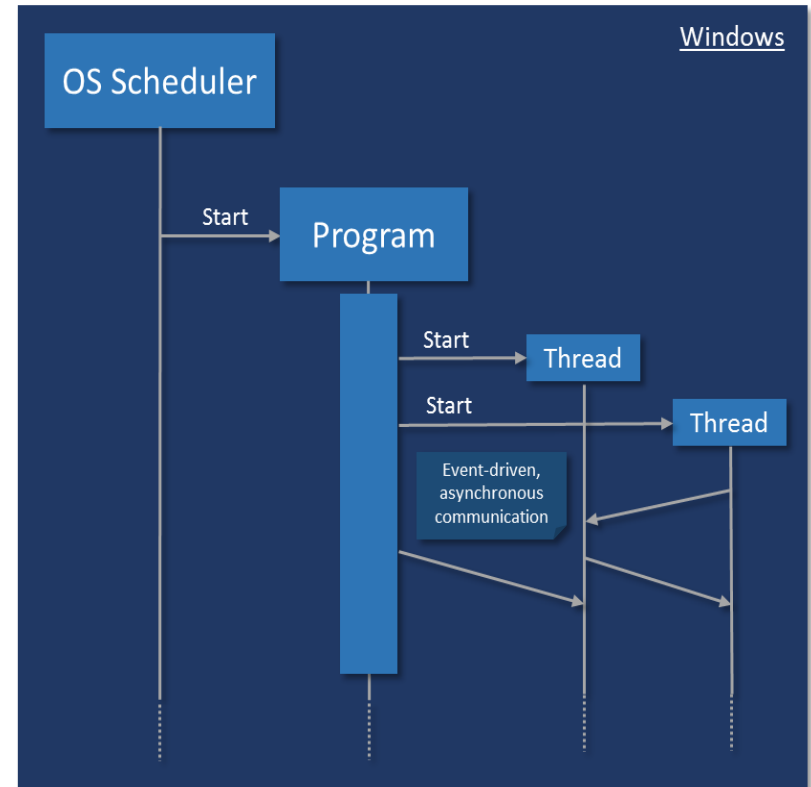 Windows
OS Scheduler
Start
Program
Start
Thread
Start
Thread
Event-driven,
asynchronous
communication